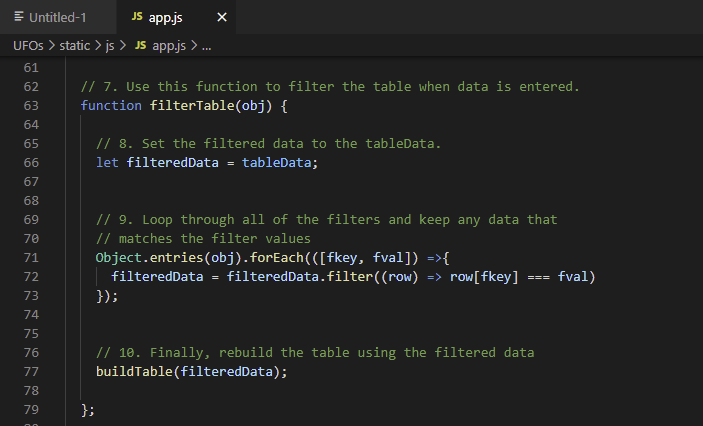 Untitled-1 JS app.js ×
UFOs > static > js > JS app.js > ...
61
62 // 7. Use this function to filter the table when data is entered.
63 function filterTable(obj) {
64
65 // 8. Set the filtered data to the tableData.
66 let filteredData = tableData;
67
68
69 // 9. Loop through all of the filters and keep any data that
70 // matches the filter values
71 Object.entries(obj).forEach(([fkey, fval]) =>{
72 filteredData = filteredData.filter((row) => row[fkey] === fval)
73 });
74
75
76 // 10. Finally, rebuild the table using the filtered data
77 buildTable(filteredData);
78
79 };